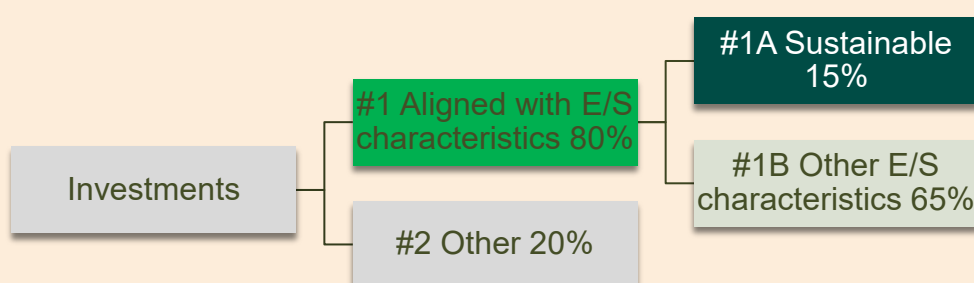 #1A Sustainable
15%
#1 Aligned with E/S
characteristics 80%
#1B Other E/S
characteristics 65%
Investments
#2 Other 20%